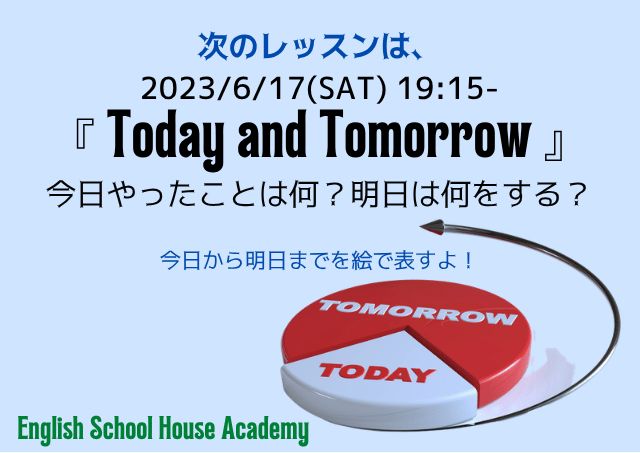 次のレッスンは、
2023/6/17(SAT) 19:15-
『 Today and Tomorrow 』
今日やったことは何？明日は何をする？
今日から明日までを絵で表すよ！
TOMORROW
TODAY
English School House Academy